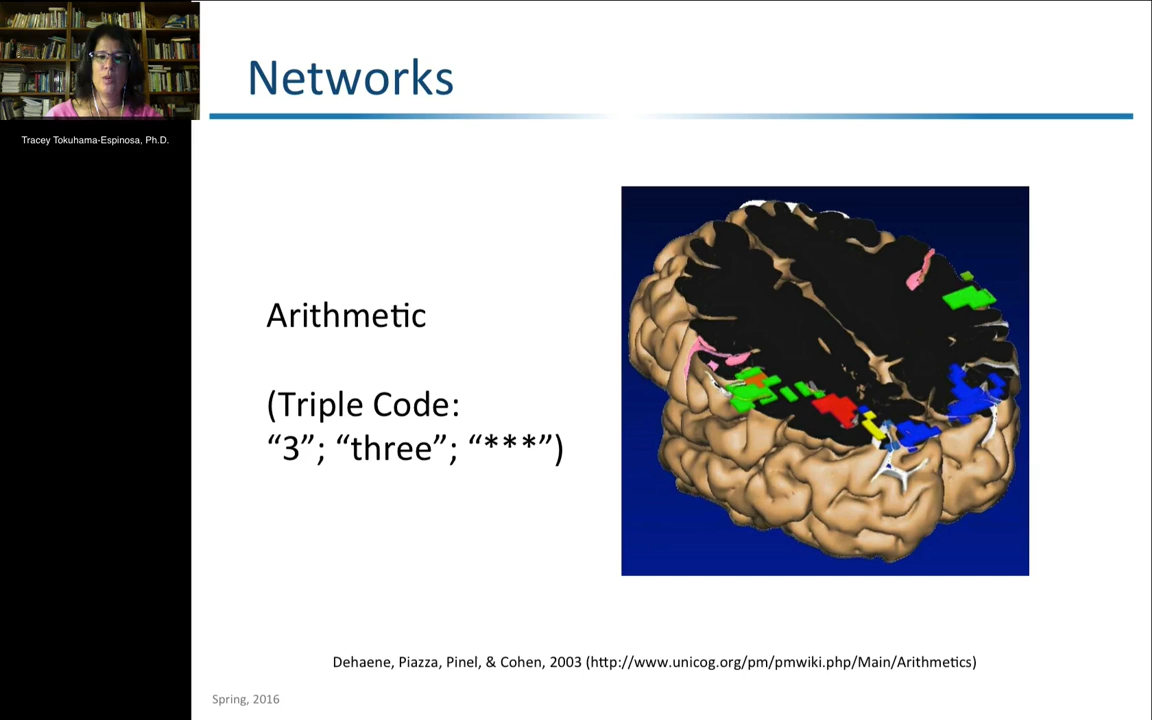 Networks
Tracey Tokuhama-Espinosa, Ph.D.
Arithmetic
(Triple Code:
“3”; “three”; “***”)
Dehaene, Piazza, Pinel, & Cohen, 2003 (http://www.unicog.org/pm/pmwiki.php/Main/Arithmetics)
Spring, 2016